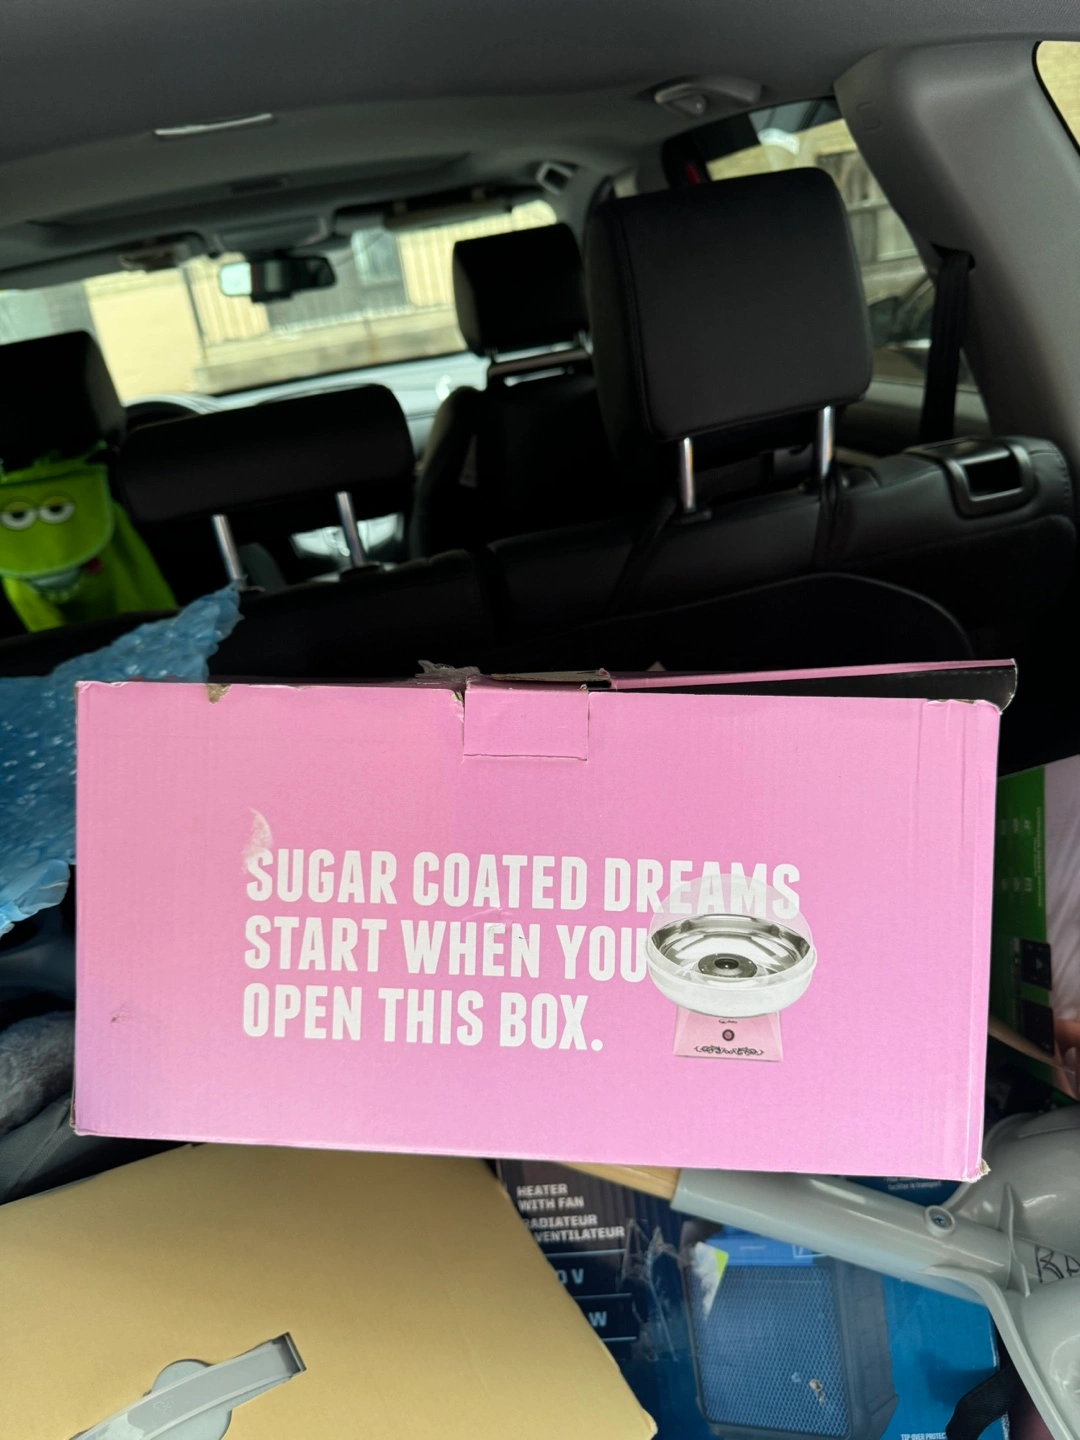 SUGAR COATED DREAMS
START WHEN YOU
OPEN THIS BOX.
HEATER
WITH FAN
RADIATEUR
VENTILATEUR
V
W